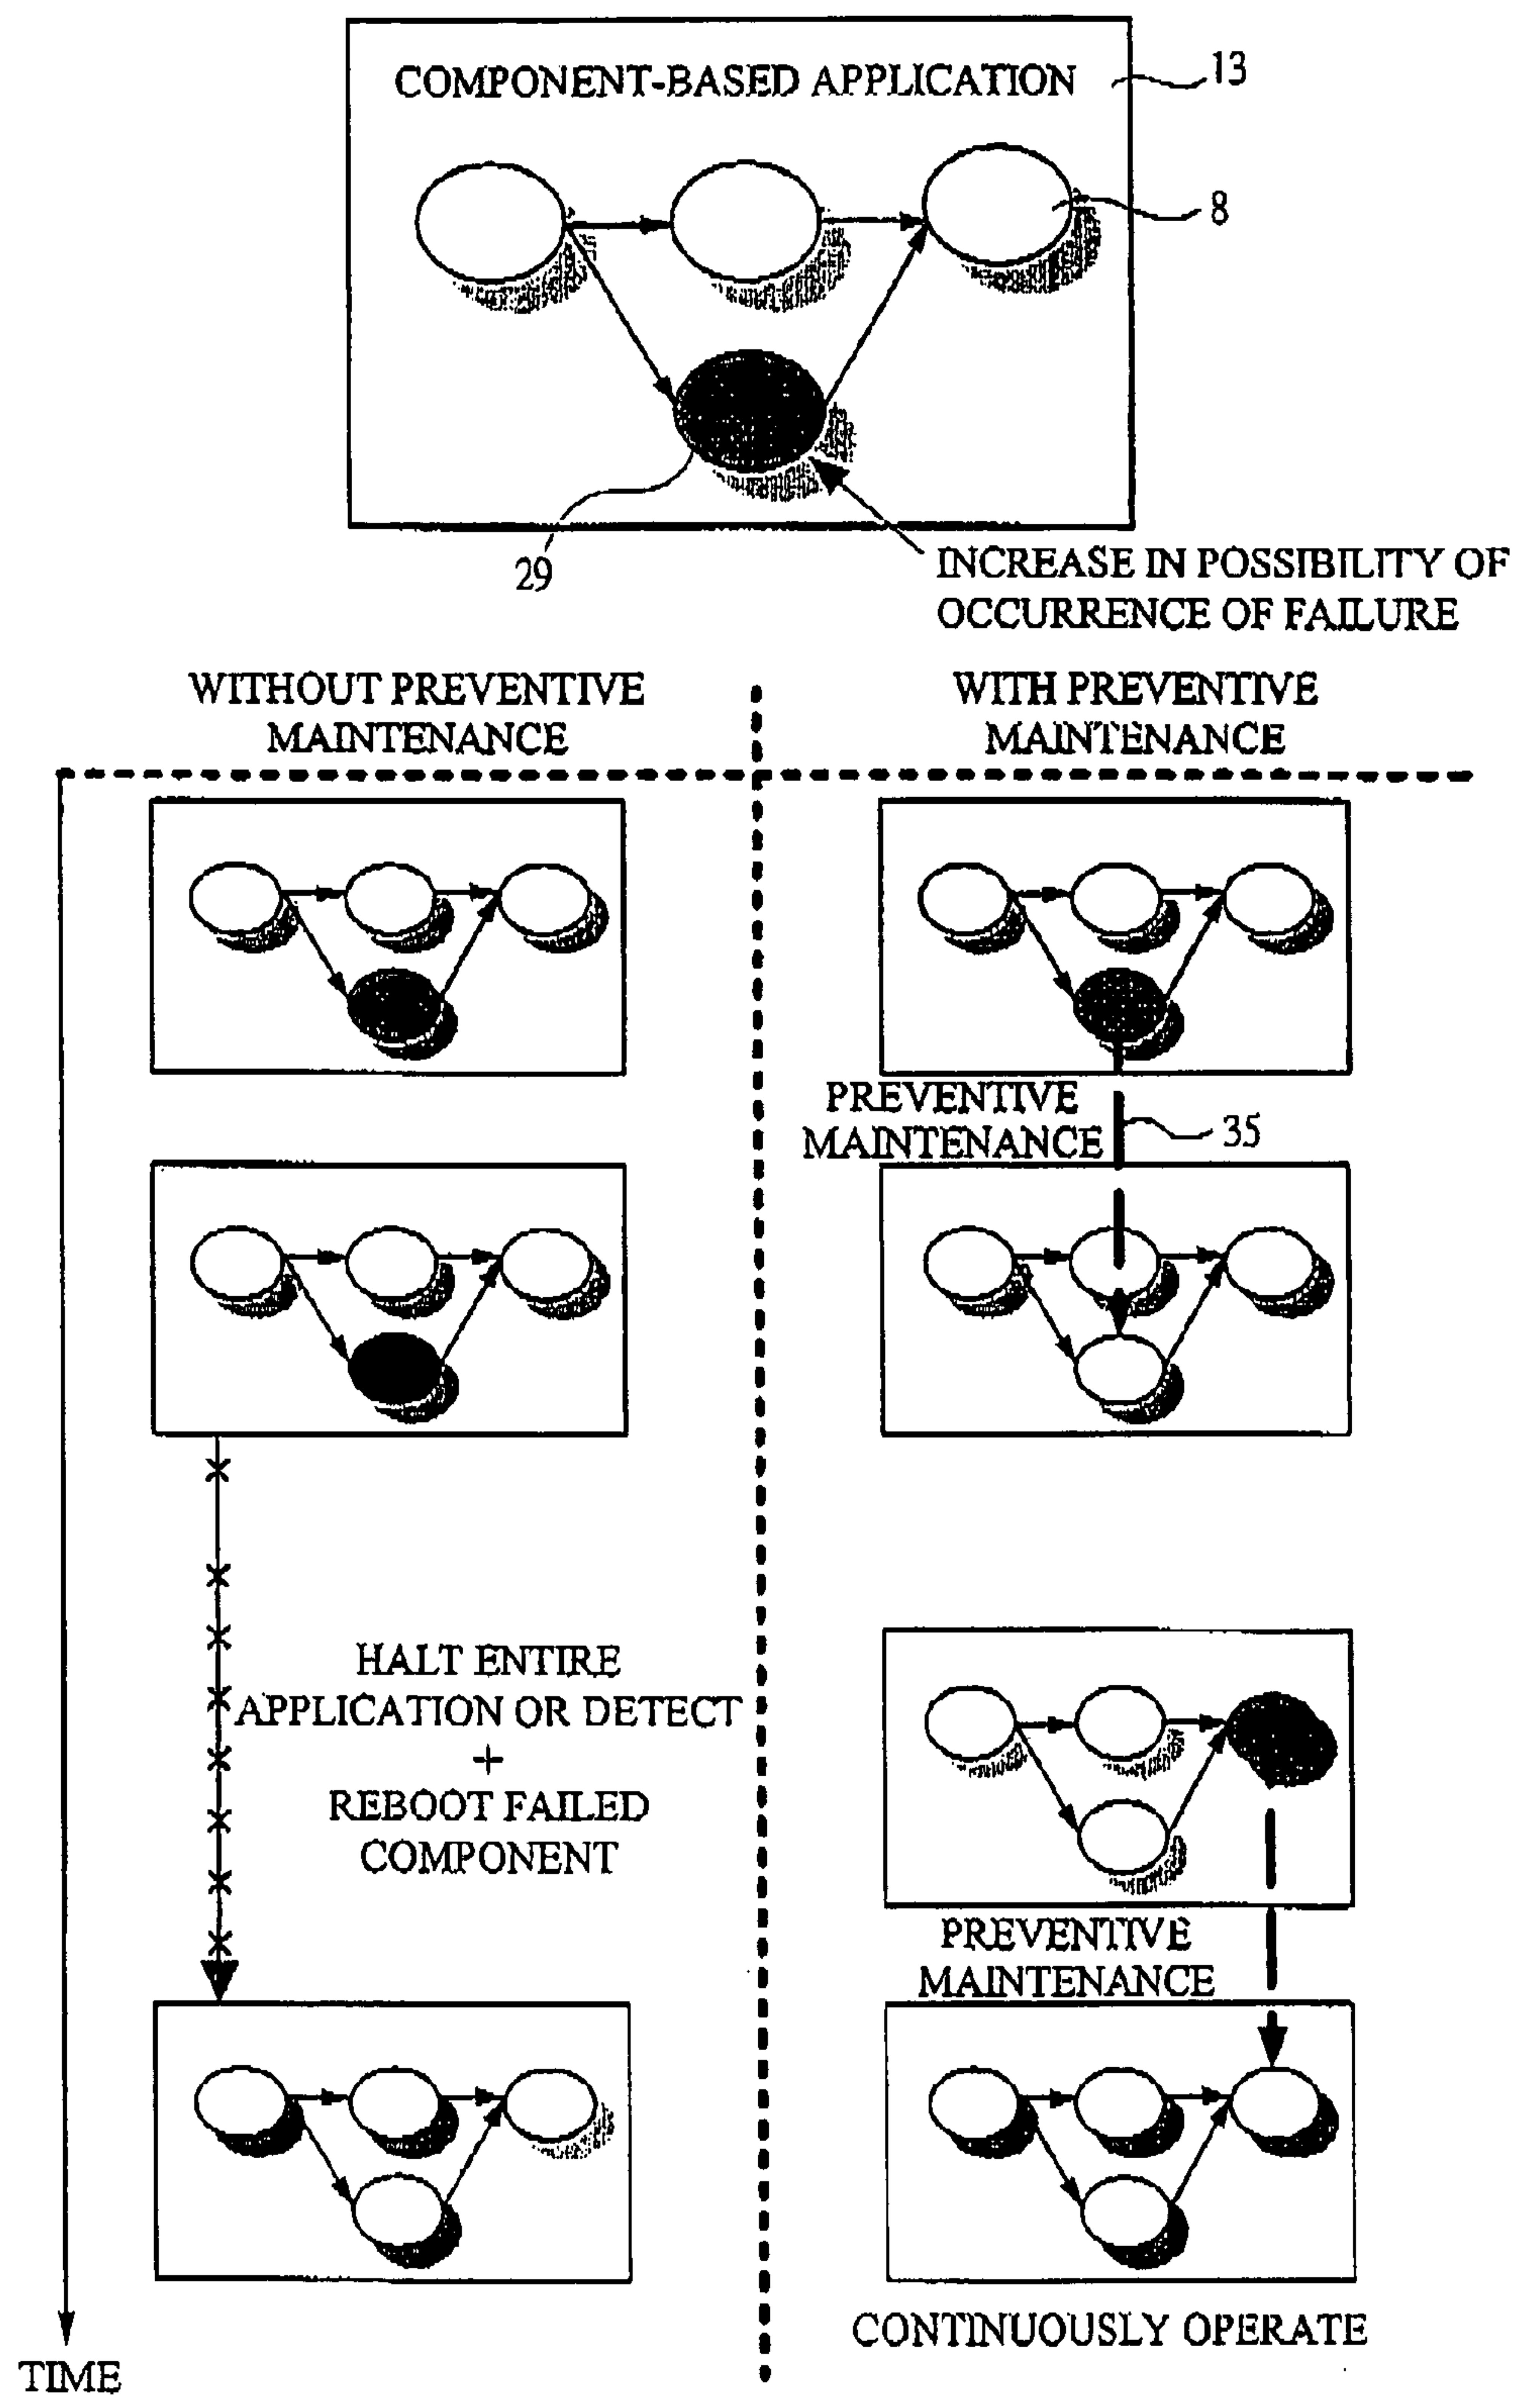 COMPONENT-BASED APPLICATION
13
8
29
INCREASE IN POSSIBILITY OF
OCCURRENCE OF FAILURE
WITHOUT PREVENTIVE
MAINTENANCE
WITH PREVENTIVE
MAINTENANCE
PREVENTIVE
MAINTENANCE
35
HALT ENTIRE
APPLICATION OR DETECT
+
REBOOT FAILED
COMPONENT
PREVENTIVE
MAINTENANCE
CONTINUOUSLY OPERATE
TIME